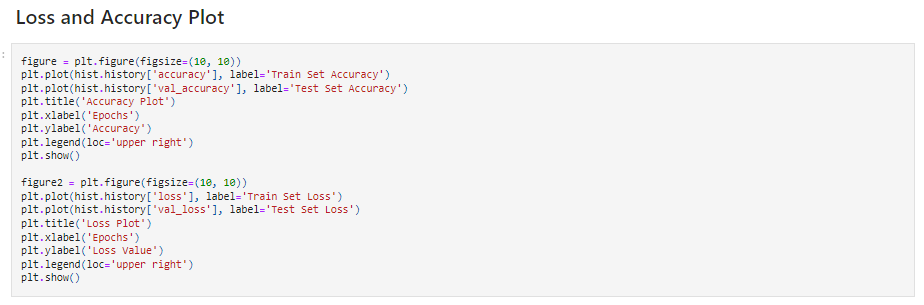 Loss and Accuracy Plot
:
figure = plt.figure(figsize=(10, 10))
plt.plot(hist.history['accuracy'], label='Train Set Accuracy')
plt.plot(hist.history['val_accuracy'], label='Test Set Accuracy')
plt.title('Accuracy Plot')
plt.xlabel('Epochs')
plt.ylabel('Accuracy')
plt.legend(loc='upper right')
plt.show()

figure2 = plt.figure(figsize=(10, 10))
plt.plot(hist.history['loss'], label='Train Set Loss')
plt.plot(hist.history['val_loss'], label='Test Set Loss')
plt.title('Loss Plot')
plt.xlabel('Epochs')
plt.ylabel('Loss Value')
plt.legend(loc='upper right')
plt.show()